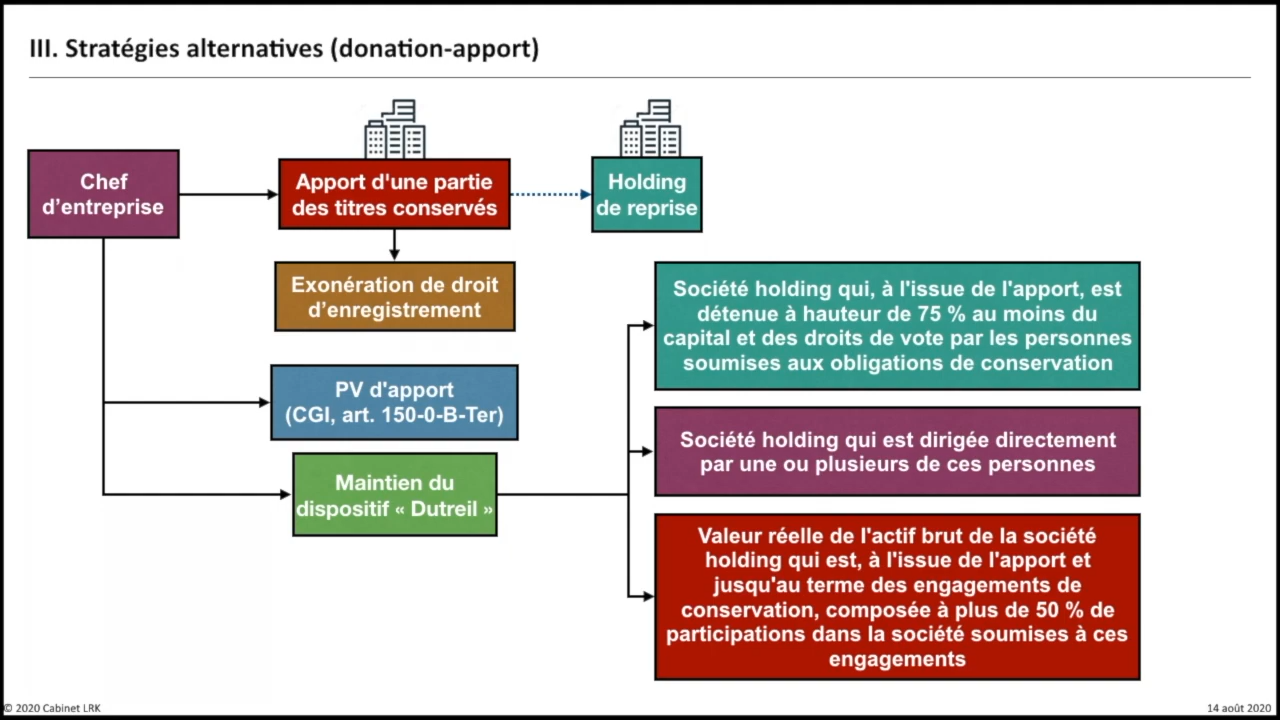 III. Stratégies alternatives (donation-apport)
Chef
d’entreprise
Apport d'une partie
des titres conservés
Holding
de reprise
Exonération de droit
d’enregistrement
PV d'apport
(CGI, art. 150-0-B-Ter)
Maintien du
dispositif « Dutreil »
Société holding qui, à l'issue de l'apport, est
détenue à hauteur de 75 % au moins du
capital et des droits de vote par les personnes
soumises aux obligations de conservation
Société holding qui est dirigée directement
par une ou plusieurs de ces personnes
Valeur réelle de l'actif brut de la société
holding qui est, à l'issue de l'apport et
jusqu'au terme des engagements de
conservation, composée à plus de 50 % de
participations dans la société soumises à ces
engagements
© 2020 Cabinet LRK
14 août 2020